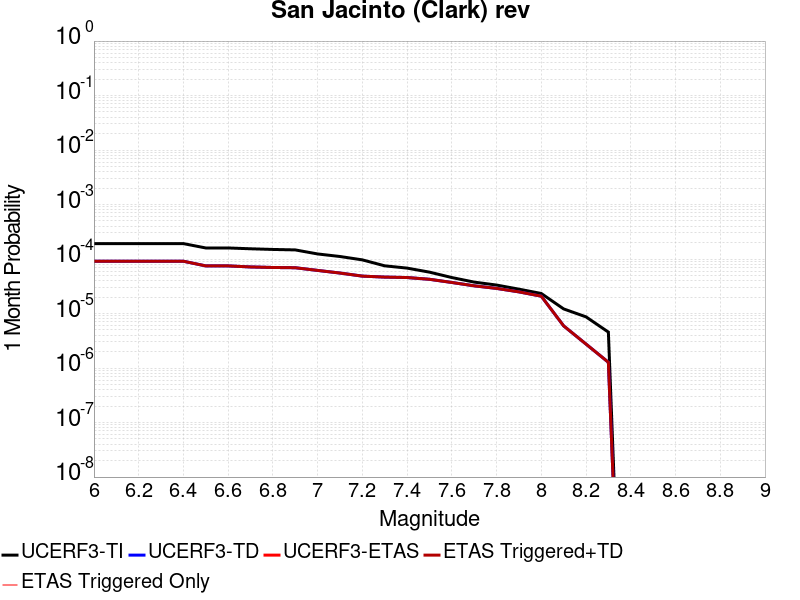 San Jacinto (Clark) rev
10^0
10^-1
10^-2
10^-3
10^-4
10^-5
10^-6
10^-7
10^-8
1 Month Probability
6 6.2 6.4 6.6 6.8 7 7.2 7.4 7.6 7.8 8 8.2 8.4 8.6 8.8 9
Magnitude
UCERF3-TI UCERF3-TD UCERF3-ETAS ETAS Triggered+TD
ETAS Triggered Only